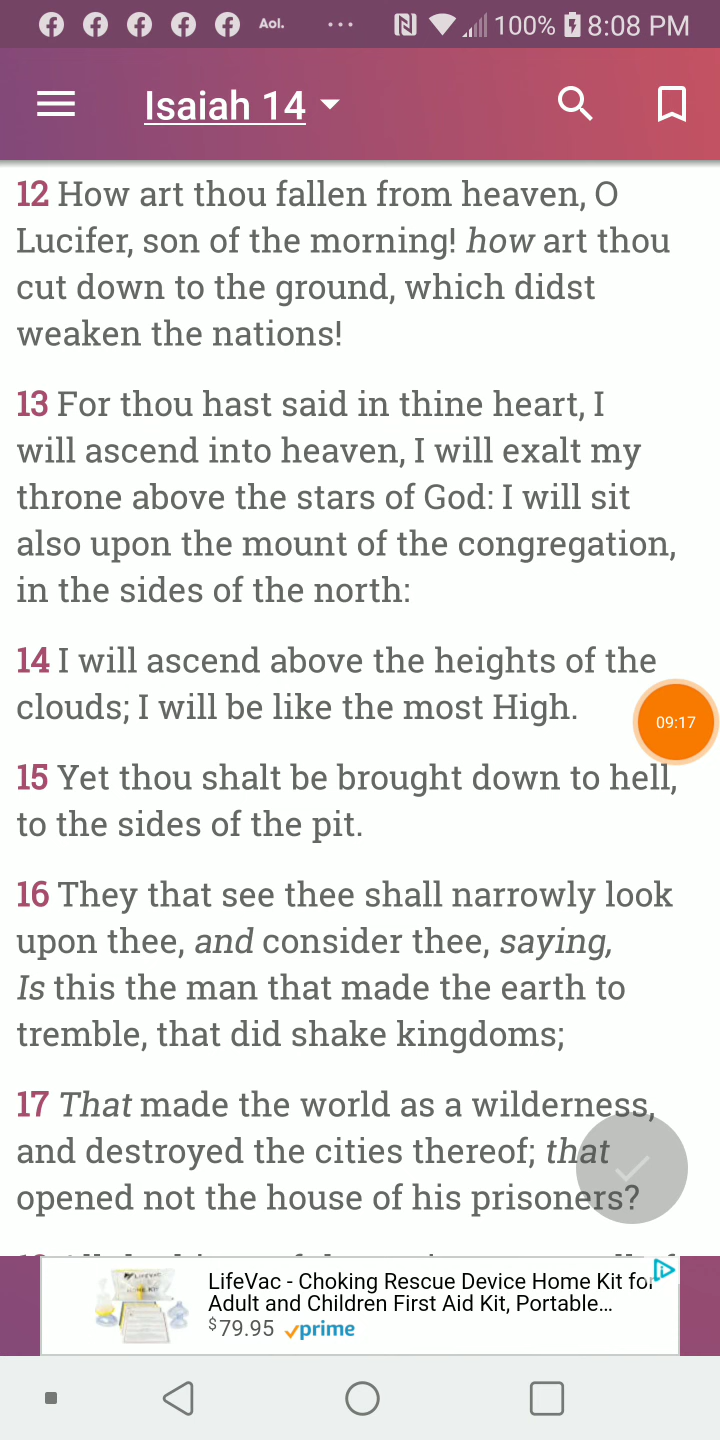 Aol. ... 100% 8:08 PM
Isaiah 14
12 How art thou fallen from heaven, O
Lucifer, son of the morning! how art thou
cut down to the ground, which didst
weaken the nations!
13 For thou hast said in thine heart, I
will ascend into heaven, I will exalt my
throne above the stars of God: I will sit
also upon the mount of the congregation,
in the sides of the north:
14 I will ascend above the heights of the
clouds; I will be like the most High.
09:17
15 Yet thou shalt be brought down to hell,
to the sides of the pit.
16 They that see thee shall narrowly look
upon thee, and consider thee, saying,
Is this the man that made the earth to
tremble, that did shake kingdoms;
17 That made the world as a wilderness,
and destroyed the cities thereof; that
opened not the house of his prisoners?
LIFEVAC
LifeVac - Choking Rescue Device Home Kit for
Adult and Children First Aid Kit, Portable...
$79.95 prime